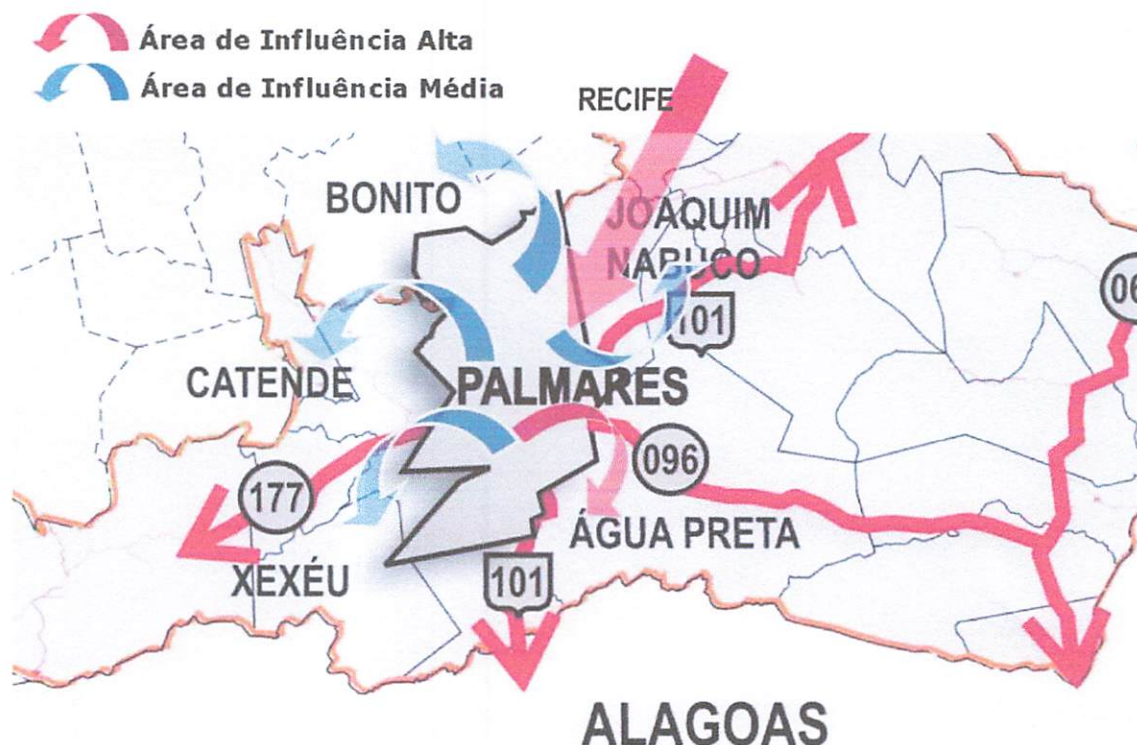 Área de Influência Alta
Área de Influência Média
RECIFE
BONITO
JOAQUIM
NABUCO
101
06
CATENDE
PALMARES
096
177
ÁGUA PRETA
XEXÉU
101
ALAGOAS